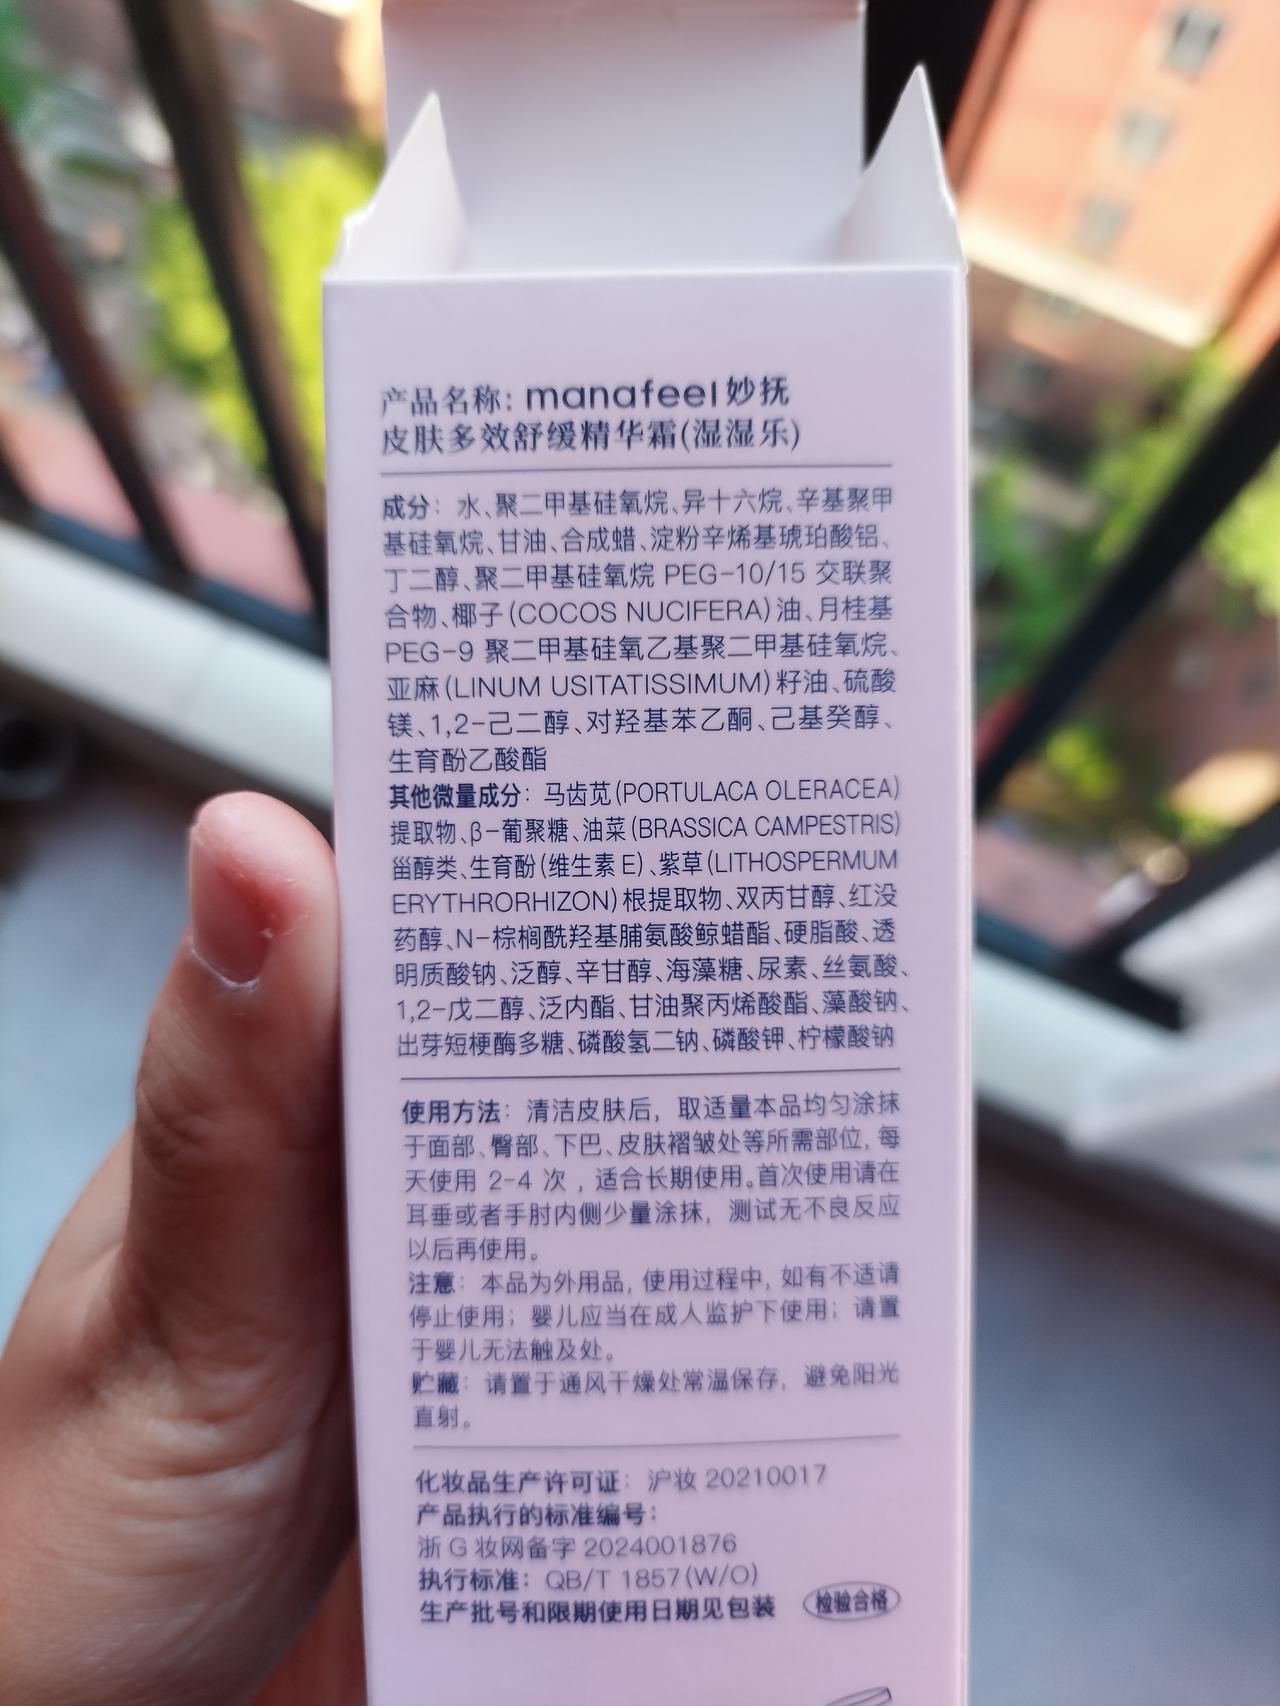 产品名称：manafeel 妙抚
皮肤多效舒缓精华霜(湿湿乐)
成分：水、聚二甲基硅氧烷、异十六烷、辛基聚甲
基硅氧烷、甘油、合成蜡、淀粉辛烯基琥珀酸铝、
丁二醇、聚二甲基硅氧烷 PEG-10/15 交联聚
合物、椰子(COCOS NUCIFERA)油、月桂基
PEG-9 聚二甲基硅氧乙基聚二甲基硅氧烷、
亚麻(LINUM USITATISSIMUM)籽油、硫酸
镁、1,2-己二醇、对羟基苯乙酮、己基癸醇、
生育酚乙酸酯
其他微量成分：马齿苋(PORTULACA OLERACEA)
提取物、β-葡聚糖、油菜(BRASSICA CAMPESTRIS)
甾醇类、生育酚(维生素E)、紫草(LITHOSPERMUM
ERYTHRORHIZON)根提取物、双丙甘醇、红没
药醇、N-棕榈酰羟基脯氨酸鲸蜡酯、硬脂酸、透
明质酸钠、泛醇、辛甘醇、海藻糖、尿素、丝氨酸、
1,2-戊二醇、泛内酯、甘油聚丙烯酸酯、藻酸钠、
出芽短梗酶多糖、磷酸氢二钠、磷酸钾、柠檬酸钠
使用方法：清洁皮肤后，取适量本品均匀涂抹
于面部、臀部、下巴、皮肤褶皱处等所需部位，每
天使用 2-4 次，适合长期使用。首次使用请在
耳垂或者手肘内侧少量涂抹，测试无不良反应
以后再使用。
注意：本品为外用品，使用过程中，如有不适请
停止使用；婴儿应当在成人监护下使用；请置
于婴儿无法触及处。
贮藏：请置于通风干燥处常温保存，避免阳光
直射。
化妆品生产许可证：沪妆 20210017
产品执行的标准编号：
浙 G 妆网备字 2024001876
执行标准：QB/T 1857(W/O)
生产批号和限期使用日期见包装 检验合格